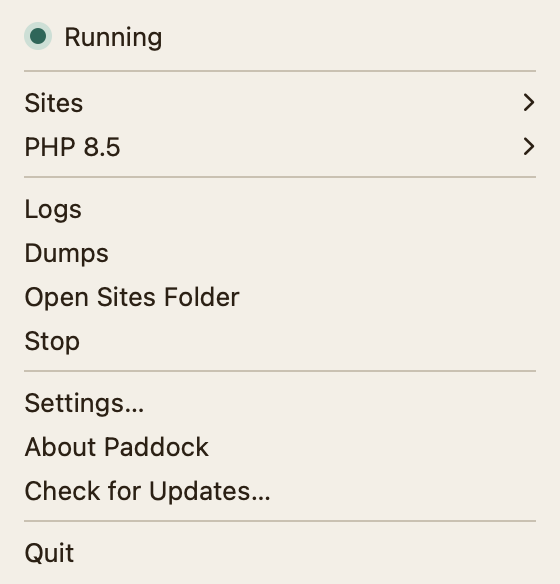 Running
Sites
PHP 8.5
Logs
Dumps
Open Sites Folder
Stop
Settings...
About Paddock
Check for Updates...
Quit